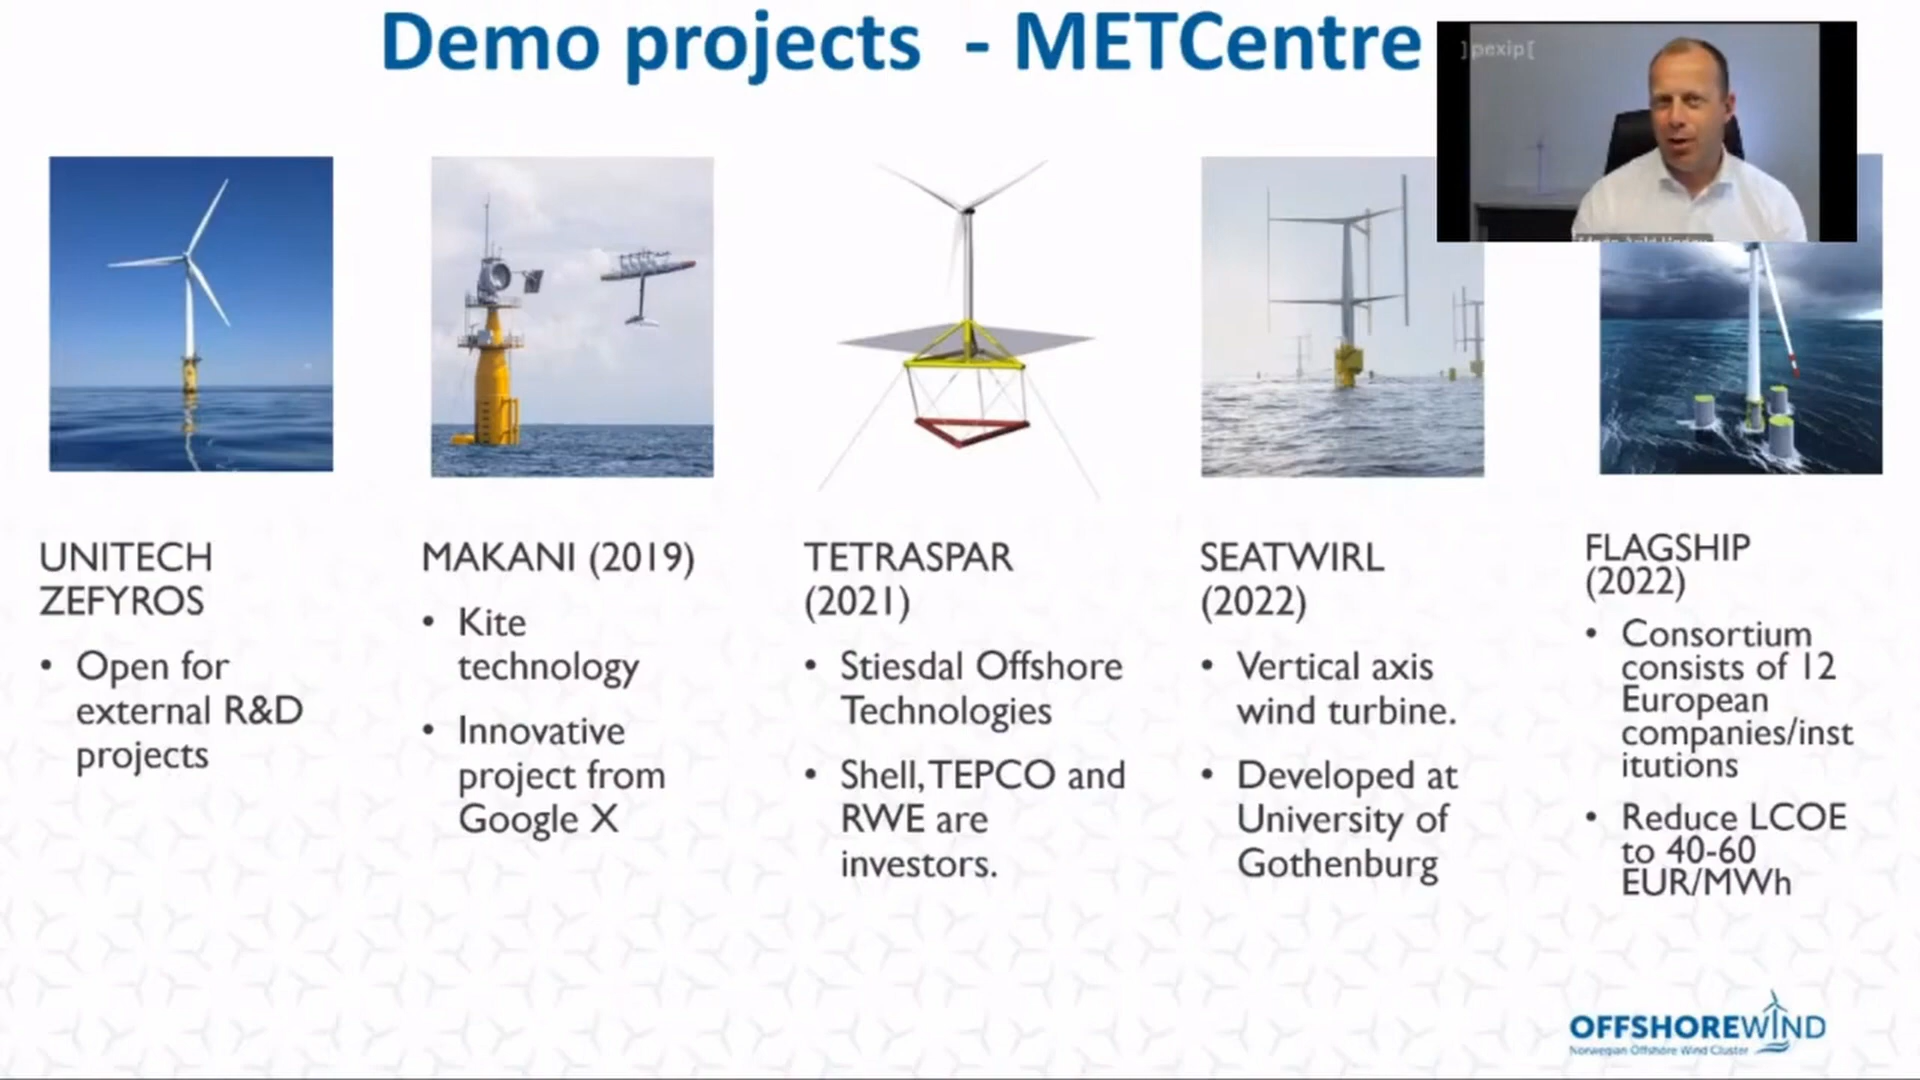 Demo projects - METCentre
]pexip[
UNITECH
ZEFYROS
• Open for
external R&D
projects
MAKANI (2019)
• Kite
technology
• Innovative
project from
Google X
TETRASPAR
(2021)
• Stiesdal Offshore
Technologies
• Shell, TEPCO and
RWE are
investors.
SEATWIRL
(2022)
• Vertical axis
wind turbine.
• Developed at
University of
Gothenburg
FLAGSHIP
(2022)
• Consortium
consists of 12
European
companies/inst
itutions
• Reduce LCOE
to 40-60
EUR/MWh
OFFSHOREWIND
Norwegian Offshore Wind Cluster